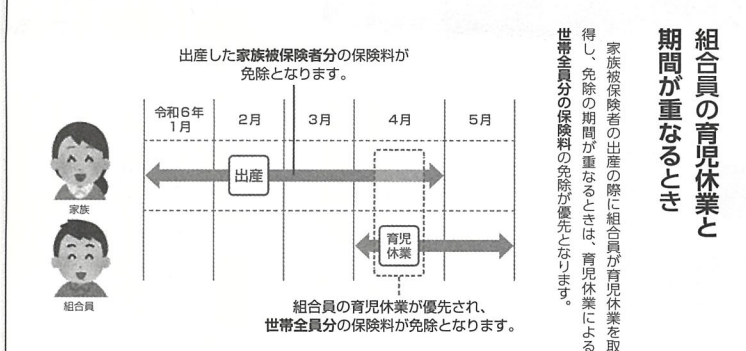 組合員の育児休業と
期間が重なるとき
家族被保険者の出産の際に組合員が育児休業を取
得し、免除の期間が重なるときは、育児休業による
世帯全員分の保険料の免除が優先となります。
出産した家族被保険者分の保険料が
免除となります。
令和6年
1月
2月
3月
4月
5月
出産
家族
育児
休業
組合員
組合員の育児休業が優先され、
世帯全員分の保険料が免除となります。